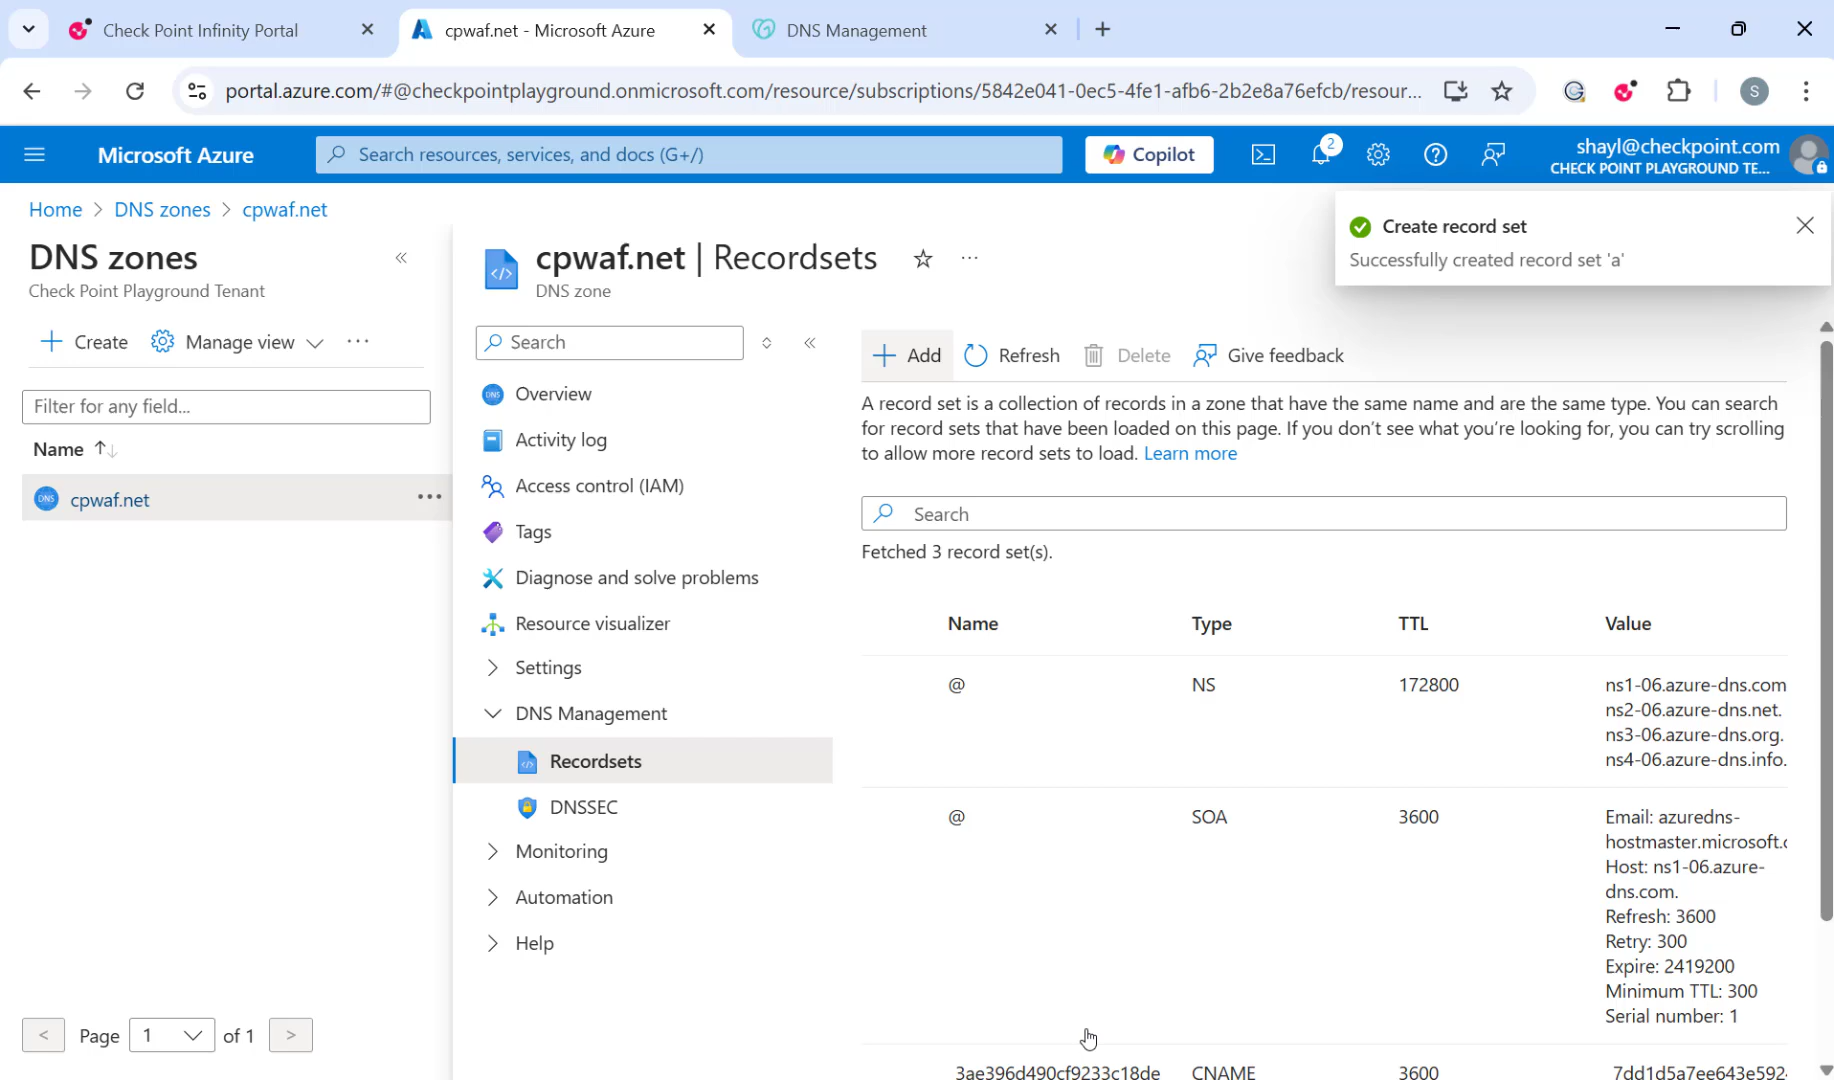 Check Point Infinity Portal
cpwaf.net - Microsoft Azure
DNS Management
portal.azure.com/#@checkpointplayground.onmicrosoft.com/resource/subscriptions/5842e041-0ec5-4fe1-afb6-2b2e8a76efcb/resour...
S
Microsoft Azure
Search resources, services, and docs (G+/)
Copilot
2
shayl@checkpoint.com
CHECK POINT PLAYGROUND TE...
Home > DNS zones > cpwaf.net
Create record set
Successfully created record set 'a'
DNS zones
Check Point Playground Tenant
Create
Manage view
Filter for any field...
Name
DNS
cpwaf.net
Page 1 of 1
cpwaf.net | Recordsets
DNS zone
Search
DNS
Overview
Activity log
Access control (IAM)
Tags
Diagnose and solve problems
Resource visualizer
Settings
DNS Management
Recordsets
DNSSEC
Monitoring
Automation
Help
Add
Refresh
Delete
Give feedback
A record set is a collection of records in a zone that have the same name and are the same type. You can search
for record sets that have been loaded on this page. If you don't see what you're looking for, you can try scrolling
to allow more record sets to load. Learn more
Search
Fetched 3 record set(s).
Name Type TTL Value
@ NS 172800 ns1-06.azure-dns.com
ns2-06.azure-dns.net.
ns3-06.azure-dns.org.
ns4-06.azure-dns.info.
@ SOA 3600 Email: azuredns-
hostmaster.microsoft.c
Host: ns1-06.azure-
dns.com.
Refresh: 3600
Retry: 300
Expire: 2419200
Minimum TTL: 300
Serial number: 1
3ae396d490cf9233c18de CNAME 3600 7dd1d5a7ee643e592